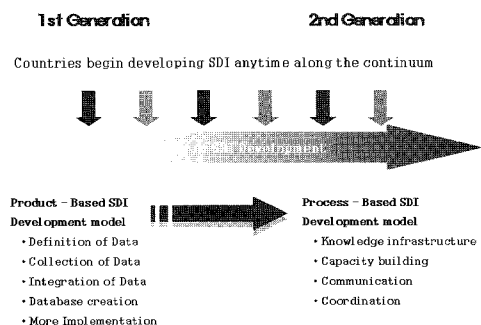 1st Generation 2nd Generation
Countries begin developing SDI anytime along the continuum
Product - Based SDI
Development model
• Definition of Data
• Collection of Data
• Integration of Data
• Database creation
• More Implementation
Process - Based SDI
Development model
• Knowledge infrastructure
• Capacity building
• Communication
• Coordination